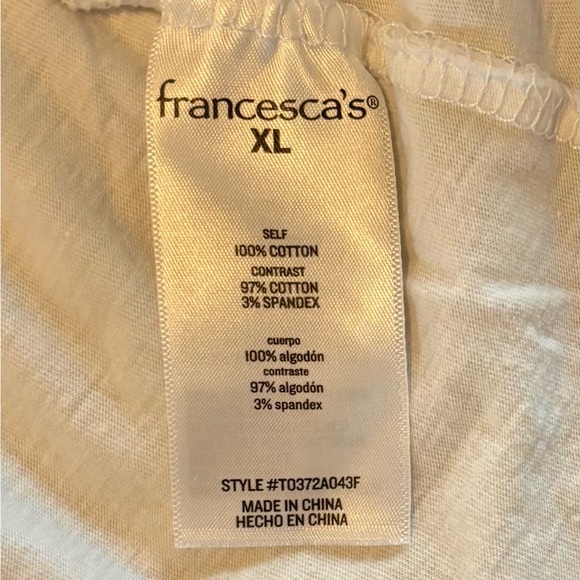 francesca's®
XL
SELF
100% COTTON
CONTRAST
97% COTTON
3% SPANDEX
cuerpo
100% algodón
contraste
97% algodón
3% spandex
STYLE #T0372A043F
MADE IN CHINA
HECHO EN CHINA